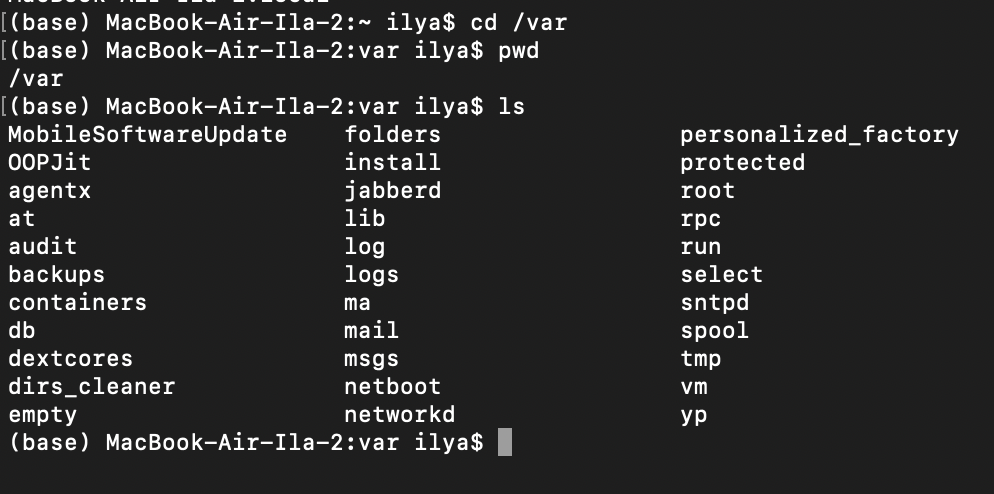 [(base) MacBook-Air-Ila-2:~ ilya$ cd /var
[(base) MacBook-Air-Ila-2:var ilya$ pwd
/var
[(base) MacBook-Air-Ila-2:var ilya$ ls
MobileSoftwareUpdate folders personalized_factory
OOPJit install protected
agentx jabberd root
at lib rpc
audit log run
backups logs select
containers ma sntpd
db mail spool
dextcores msgs tmp
dirs_cleaner netboot vm
empty networkd yp
(base) MacBook-Air-Ila-2:var ilya$